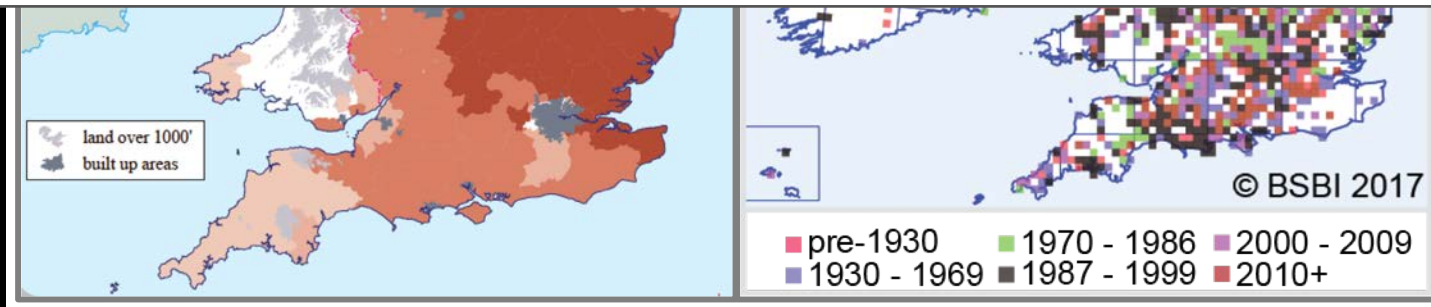 land over 1000'
built up areas
© BSBI 2017
pre-1930 1970 - 1986 2000 - 2009
1930 - 1969 1987 - 1999 2010+